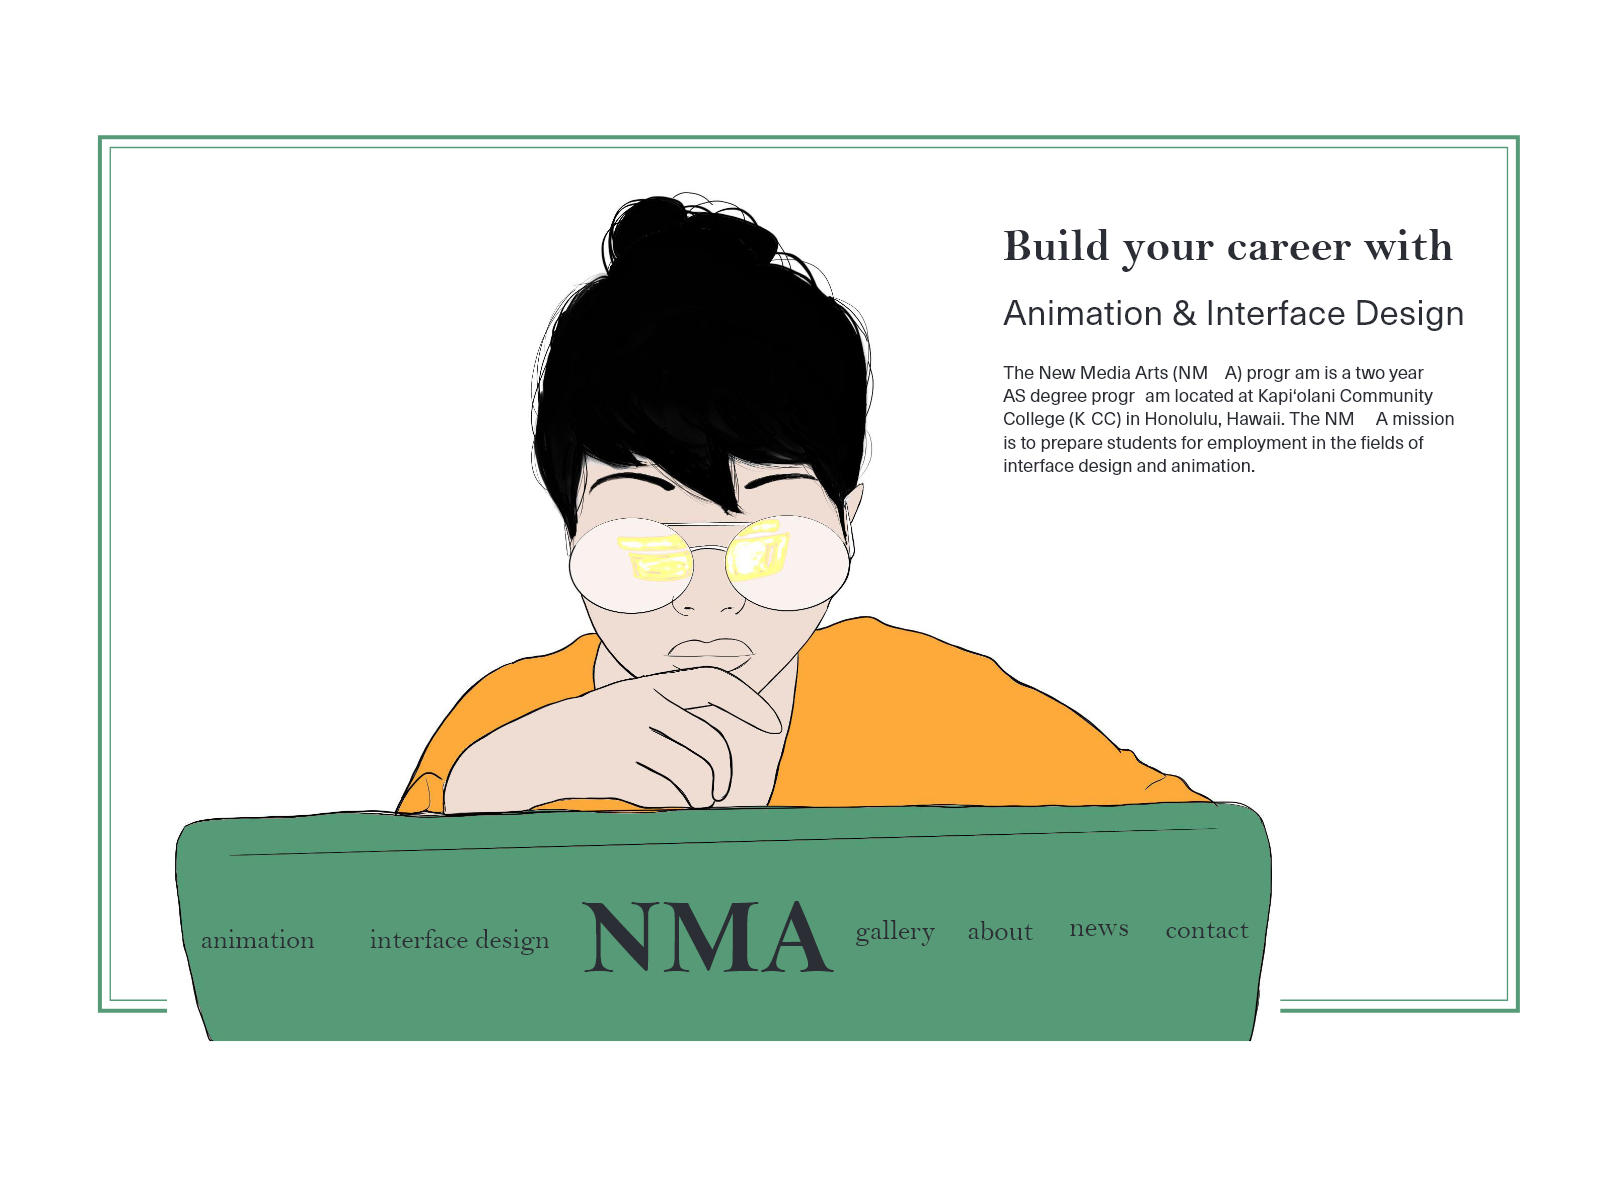 Build your career with
Animation & Interface Design
The New Media Arts (NM A) progr am is a two year
AS degree progr am located at Kapiʻolani Community
College (K CC) in Honolulu, Hawaii. The NM A mission
is to prepare students for employment in the fields of
interface design and animation.
animation interface design NMA gallery about news contact